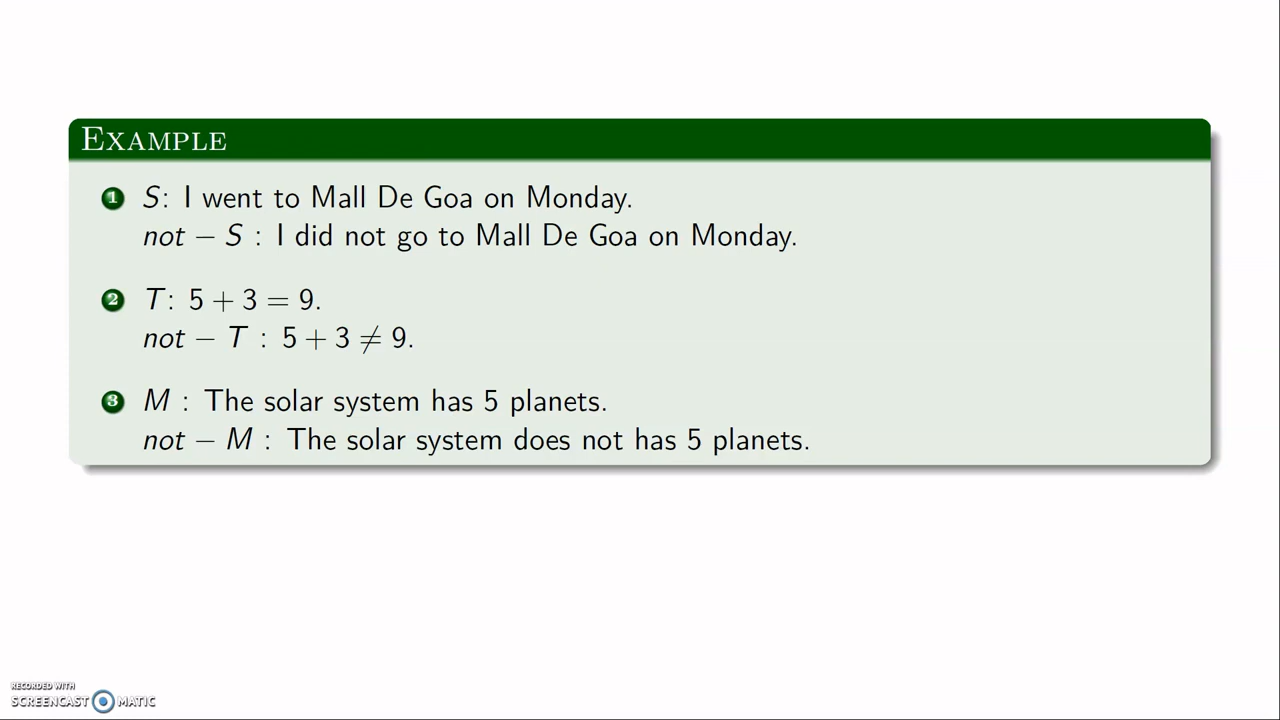 EXAMPLE
1 S: I went to Mall De Goa on Monday.
not − S : I did not go to Mall De Goa on Monday.
2 T: 5 + 3 = 9.
not − T : 5 + 3 ≠ 9.
3 M : The solar system has 5 planets.
not − M : The solar system does not has 5 planets.
RECORDED WITH
SCREENCAST MATIC